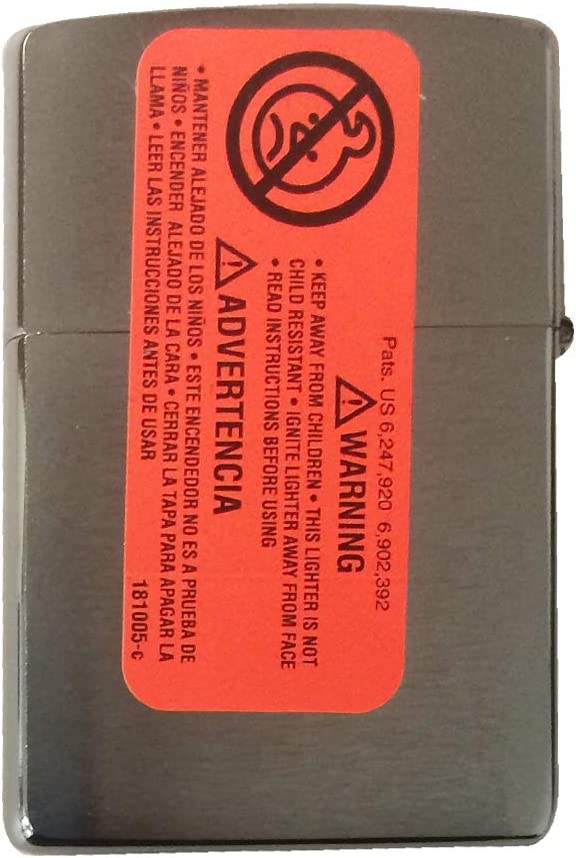 Pats. US 6,247,920 6,902,392
⚠ WARNING
• KEEP AWAY FROM CHILDREN • THIS LIGHTER IS NOT
CHILD RESISTANT • IGNITE LIGHTER AWAY FROM FACE
• READ INSTRUCTIONS BEFORE USING
⚠ ADVERTENCIA
• MANTENER ALEJADO DE LOS NIÑOS • ESTE ENCENDEDOR NO ES A PRUEBA DE
NIÑOS • ENCENDER ALEJADO DE LA CARA • CERRAR LA TAPA PARA APAGAR LA
LLAMA • LEER LAS INSTRUCCIONES ANTES DE USAR
181005-c